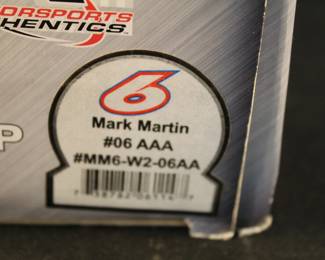 ORSPORTS
HENTICS
6
Mark Martin
#06 AAA
#MM6-W2-06AA
P